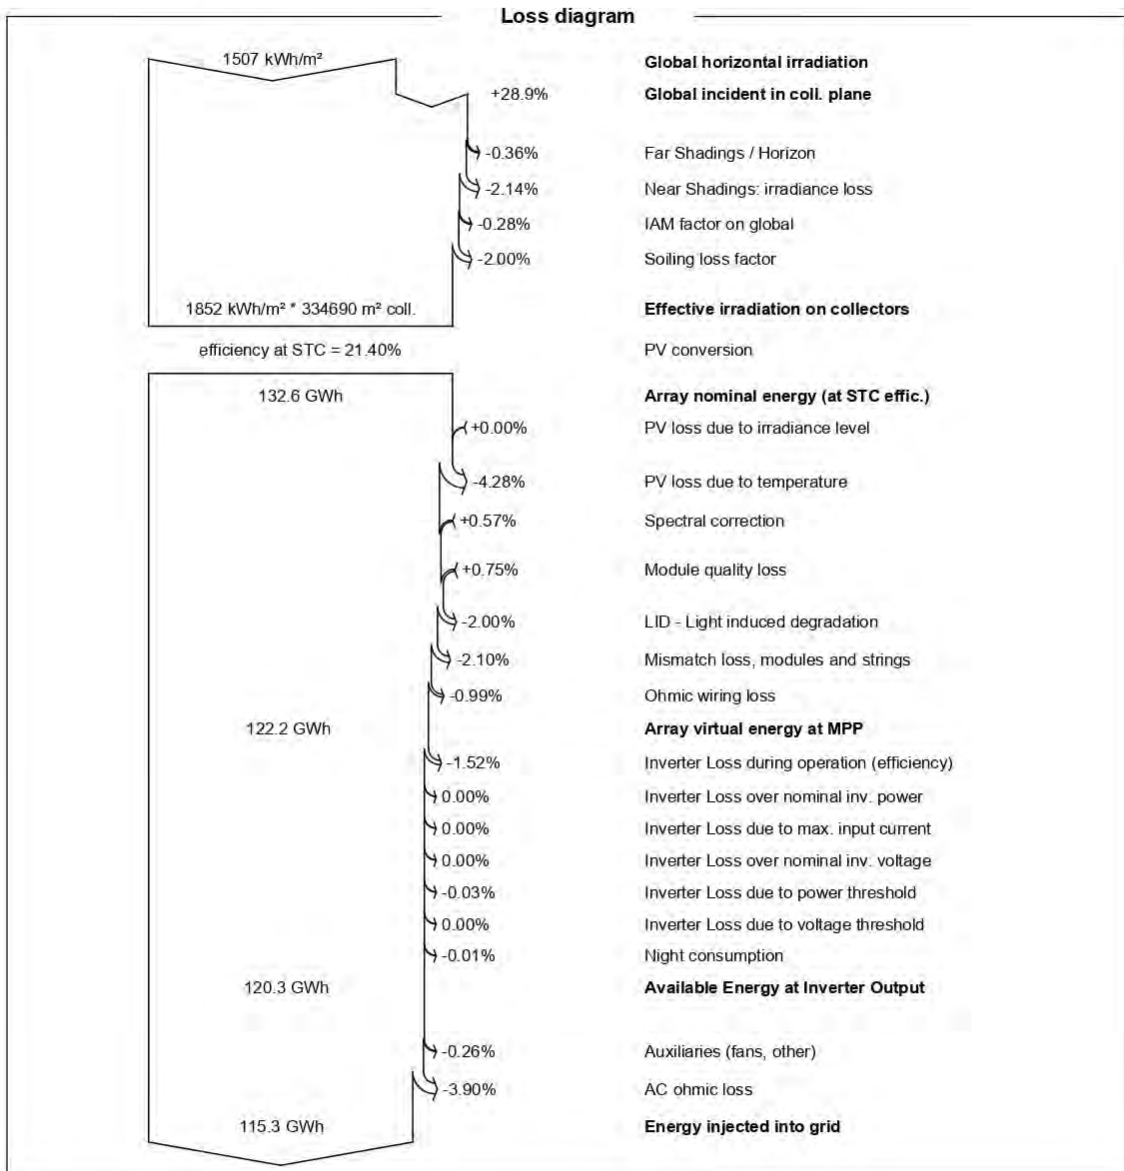 Loss diagram
1507 kWh/m² Global horizontal irradiation
+28.9% Global incident in coll. plane
-0.36% Far Shadings / Horizon
-2.14% Near Shadings: irradiance loss
-0.28% IAM factor on global
-2.00% Soiling loss factor
1852 kWh/m² * 334690 m² coll. Effective irradiation on collectors
efficiency at STC = 21.40% PV conversion
132.6 GWh Array nominal energy (at STC effic.)
+0.00% PV loss due to irradiance level
-4.28% PV loss due to temperature
+0.57% Spectral correction
+0.75% Module quality loss
-2.00% LID - Light induced degradation
-2.10% Mismatch loss, modules and strings
-0.99% Ohmic wiring loss
122.2 GWh Array virtual energy at MPP
-1.52% Inverter Loss during operation (efficiency)
0.00% Inverter Loss over nominal inv. power
0.00% Inverter Loss due to max. input current
0.00% Inverter Loss over nominal inv. voltage
-0.03% Inverter Loss due to power threshold
0.00% Inverter Loss due to voltage threshold
-0.01% Night consumption
120.3 GWh Available Energy at Inverter Output
-0.26% Auxiliaries (fans, other)
-3.90% AC ohmic loss
115.3 GWh Energy injected into grid